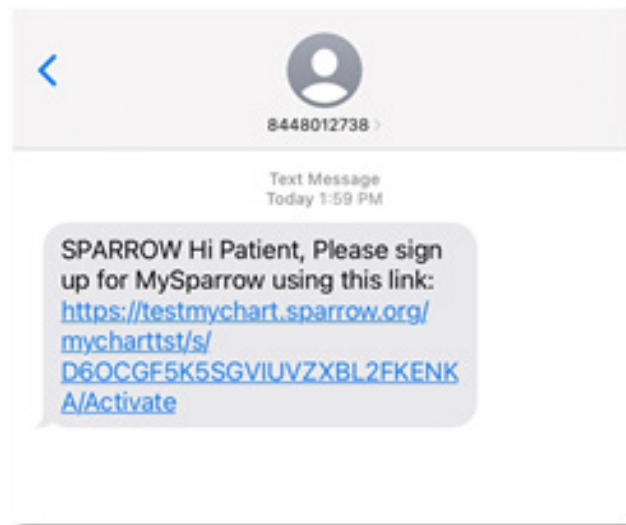 8448012738
Text Message
Today 1:59 PM
SPARROW Hi Patient, Please sign
up for MySparrow using this link:
https://testmychart.sparrow.org/
mycharttst/s/
D6OCGF5K5SGVIUVZXBL2FKENK
A/Activate